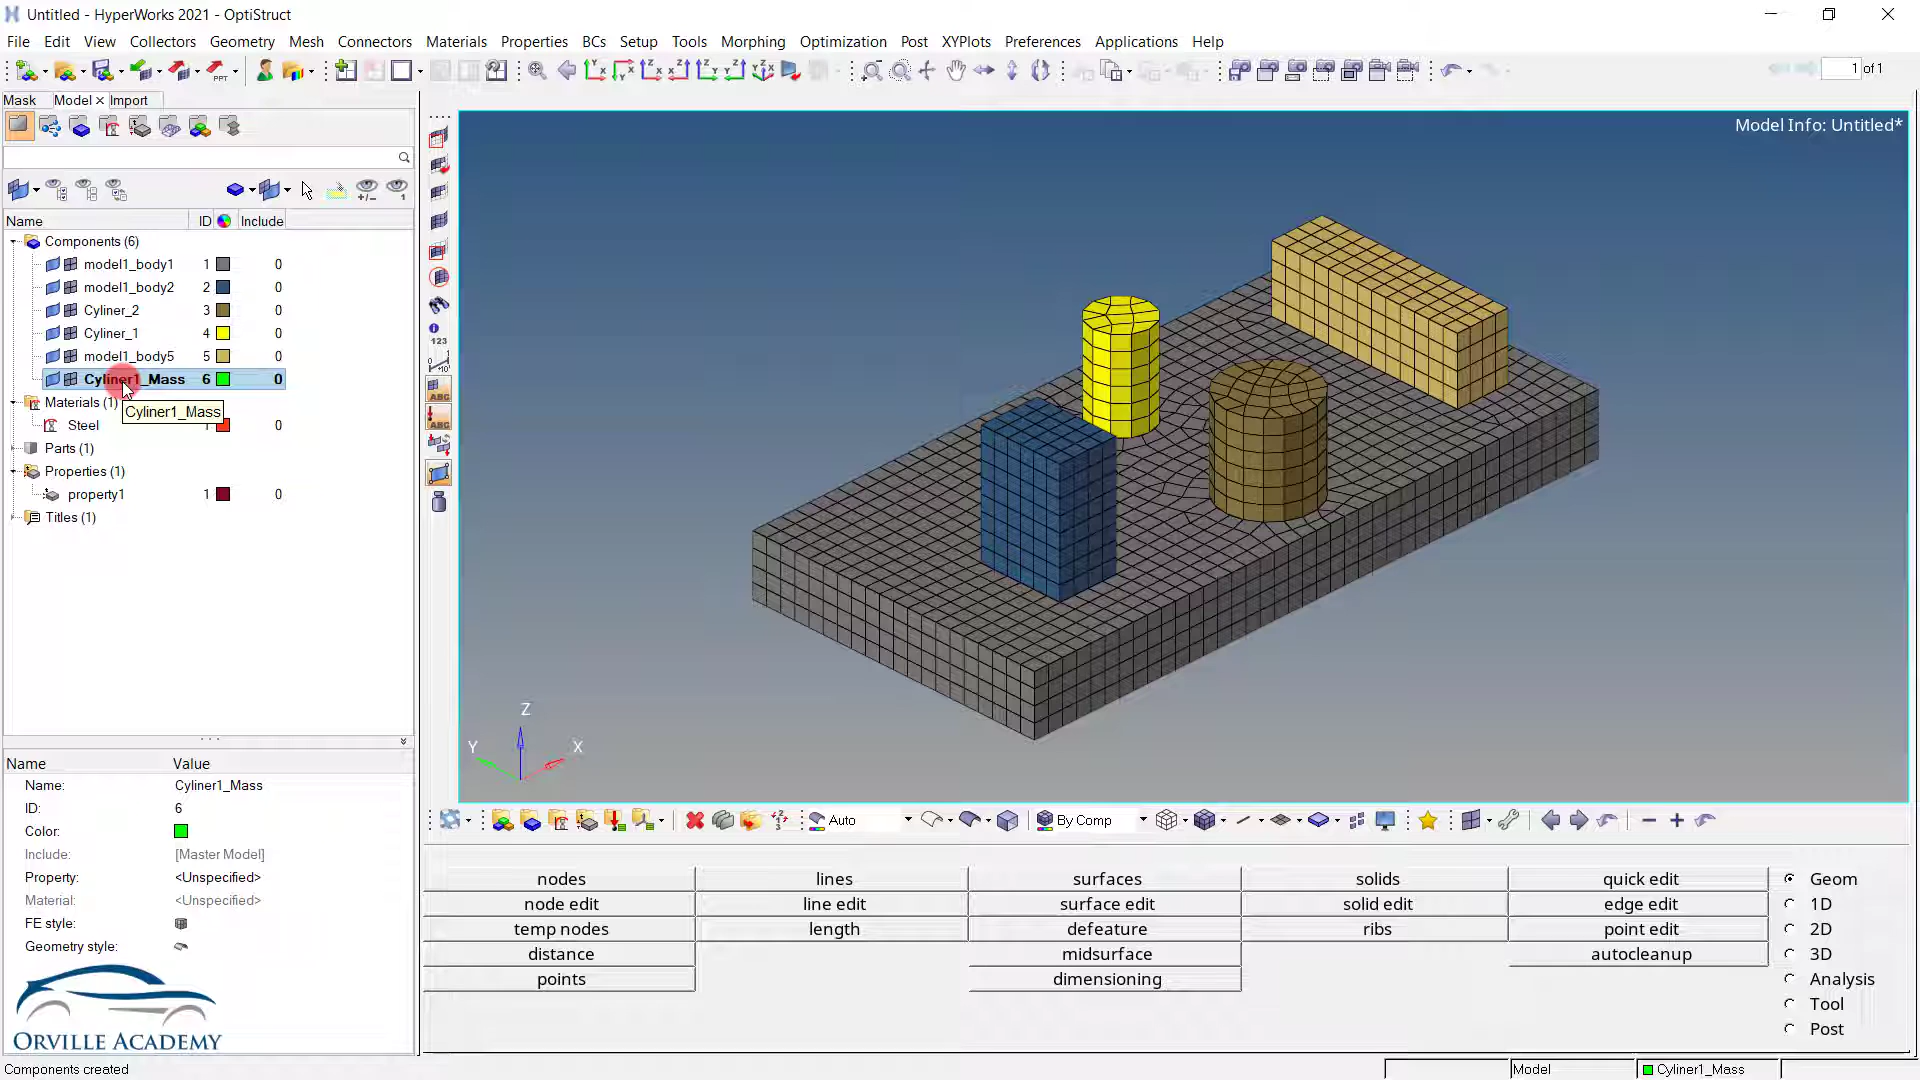 Untitled - HyperWorks 2021 - OptiStruct
File Edit View Collectors Geometry Mesh Connectors Materials Properties BCs Setup Tools Morphing Optimization Post XYPlots Preferences Applications Help
1 of 1
Mask Model × Import
Model Info: Untitled*
Name ID Include
Components (6)
model1_body1 1 0
model1_body2 2 0
Cyliner_2 3 0
Cyliner_1 4 0
model1_body5 5 0
Cyliner1_Mass 6 0
Materials (1)
Cyliner1_Mass
Steel 1 0
Parts (1)
Properties (1)
property1 1 0
Titles (1)
Z
Y
X
Name Value
Name: Cyliner1_Mass
ID: 6
Color:
Include: [Master Model]
Property: <Unspecified>
Material: <Unspecified>
FE style:
Geometry style:
ORVILLE ACADEMY
Auto By Comp
nodes lines surfaces solids quick edit Geom
node edit line edit surface edit solid edit edge edit 1D
temp nodes length defeature ribs point edit 2D
distance midsurface autocleanup 3D
points dimensioning Analysis
Tool
Post
Components created
Model
Cyliner1_Mass